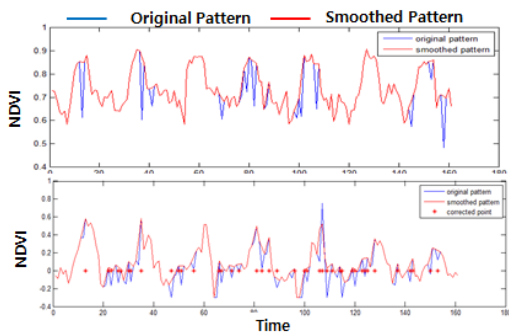 Original Pattern Smoothed Pattern
NDVI
1
0.9
0.8
0.7
0.6
0.5
0.4
original pattern
smoothed pattern
0 20 40 60 80 100 120 140 160 180
NDVI
1
0.8
0.6
0.4
0.2
0
-0.2
-0.4
original pattern
smoothed pattern
corrected point
0 20 40 60 80 100 120 140 160 180
Time